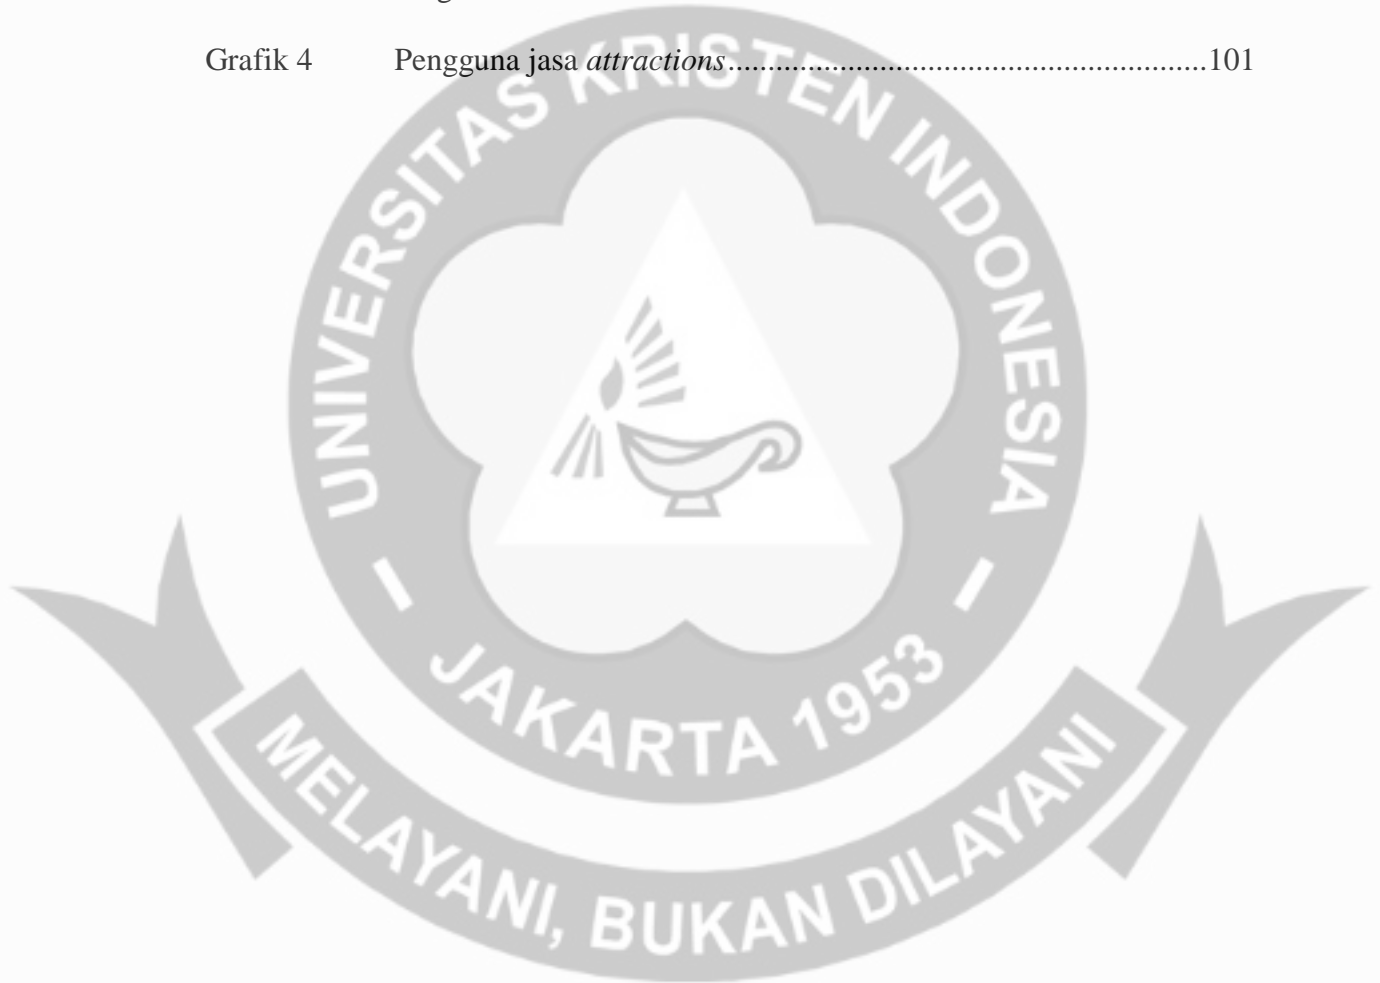 Grafik 4 Pengguna jasa attractions............................................................101
UNIVERSITAS KRISTEN INDONESIA
JAKARTA 1953
MELAYANI, BUKAN DILAYANI